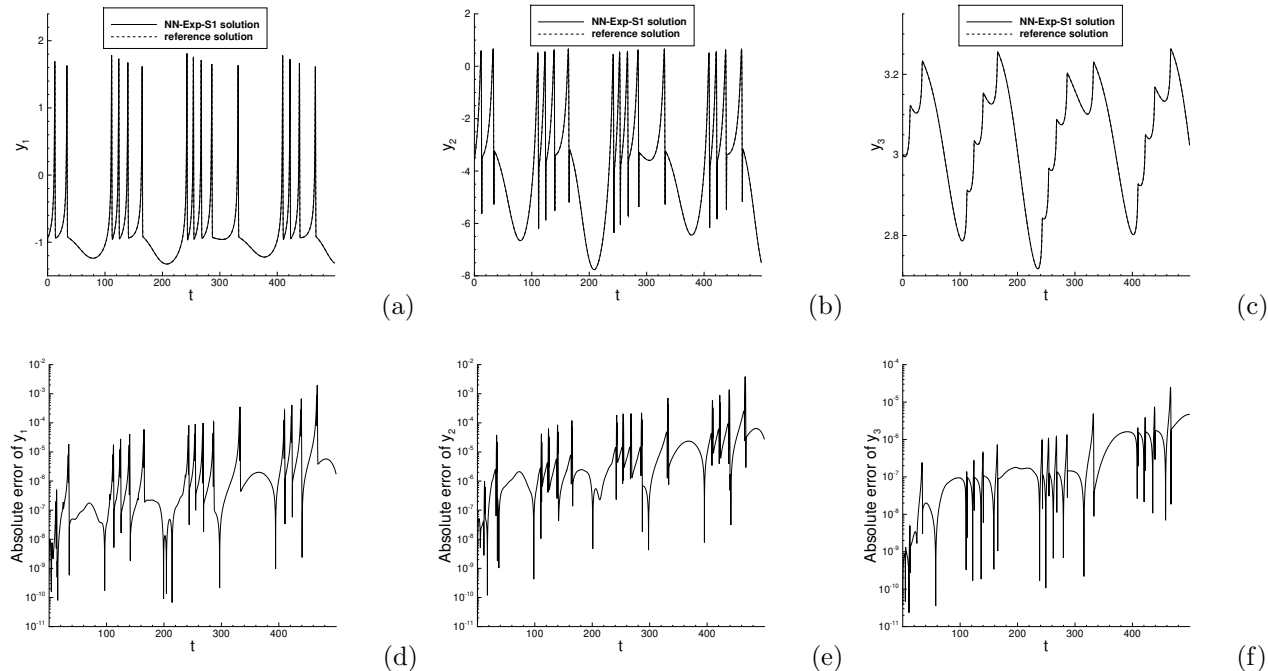 NN-Exp-S1 solution
reference solution
y1
2
1
0
-1
0 200 400
t
(a)
NN-Exp-S1 solution
reference solution
y2
2
0
-2
-4
-6
-8
0 100 200 300 400
t
(b)
NN-Exp-S1 solution
reference solution
y3
3.2
3
2.8
0 200 400
t
(c)
Absolute error of y1
10-2
10-3
10-4
10-5
10-6
10-7
10-8
10-9
10-10
10-11
0 100 200 300 400
t
(d)
Absolute error of y2
10-2
10-3
10-4
10-5
10-6
10-7
10-8
10-9
10-10
10-11
0 100 200 300 400
t
(e)
Absolute error of y3
10-4
10-5
10-6
10-7
10-8
10-9
10-10
10-11
0 200 400
t
(f)